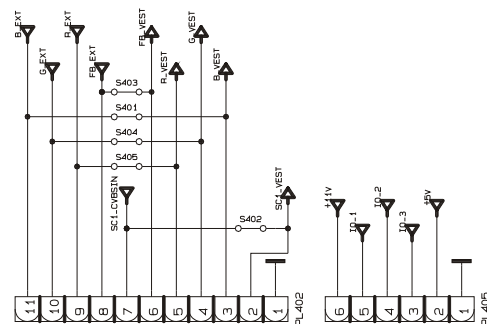 B_EXT
R_EXT
FB_VEST
G_VEST
G_EXT
FB_EXT
R_VEST
B_VEST
S403
S401
S404
S405
SC1_CVBSIN
SC1_VEST
S402
+11V
IO_1
IO_2
IO_3
+5V
11
10
9
8
7
6
5
4
3
2
1
PL402
6
5
4
3
2
1
PL405